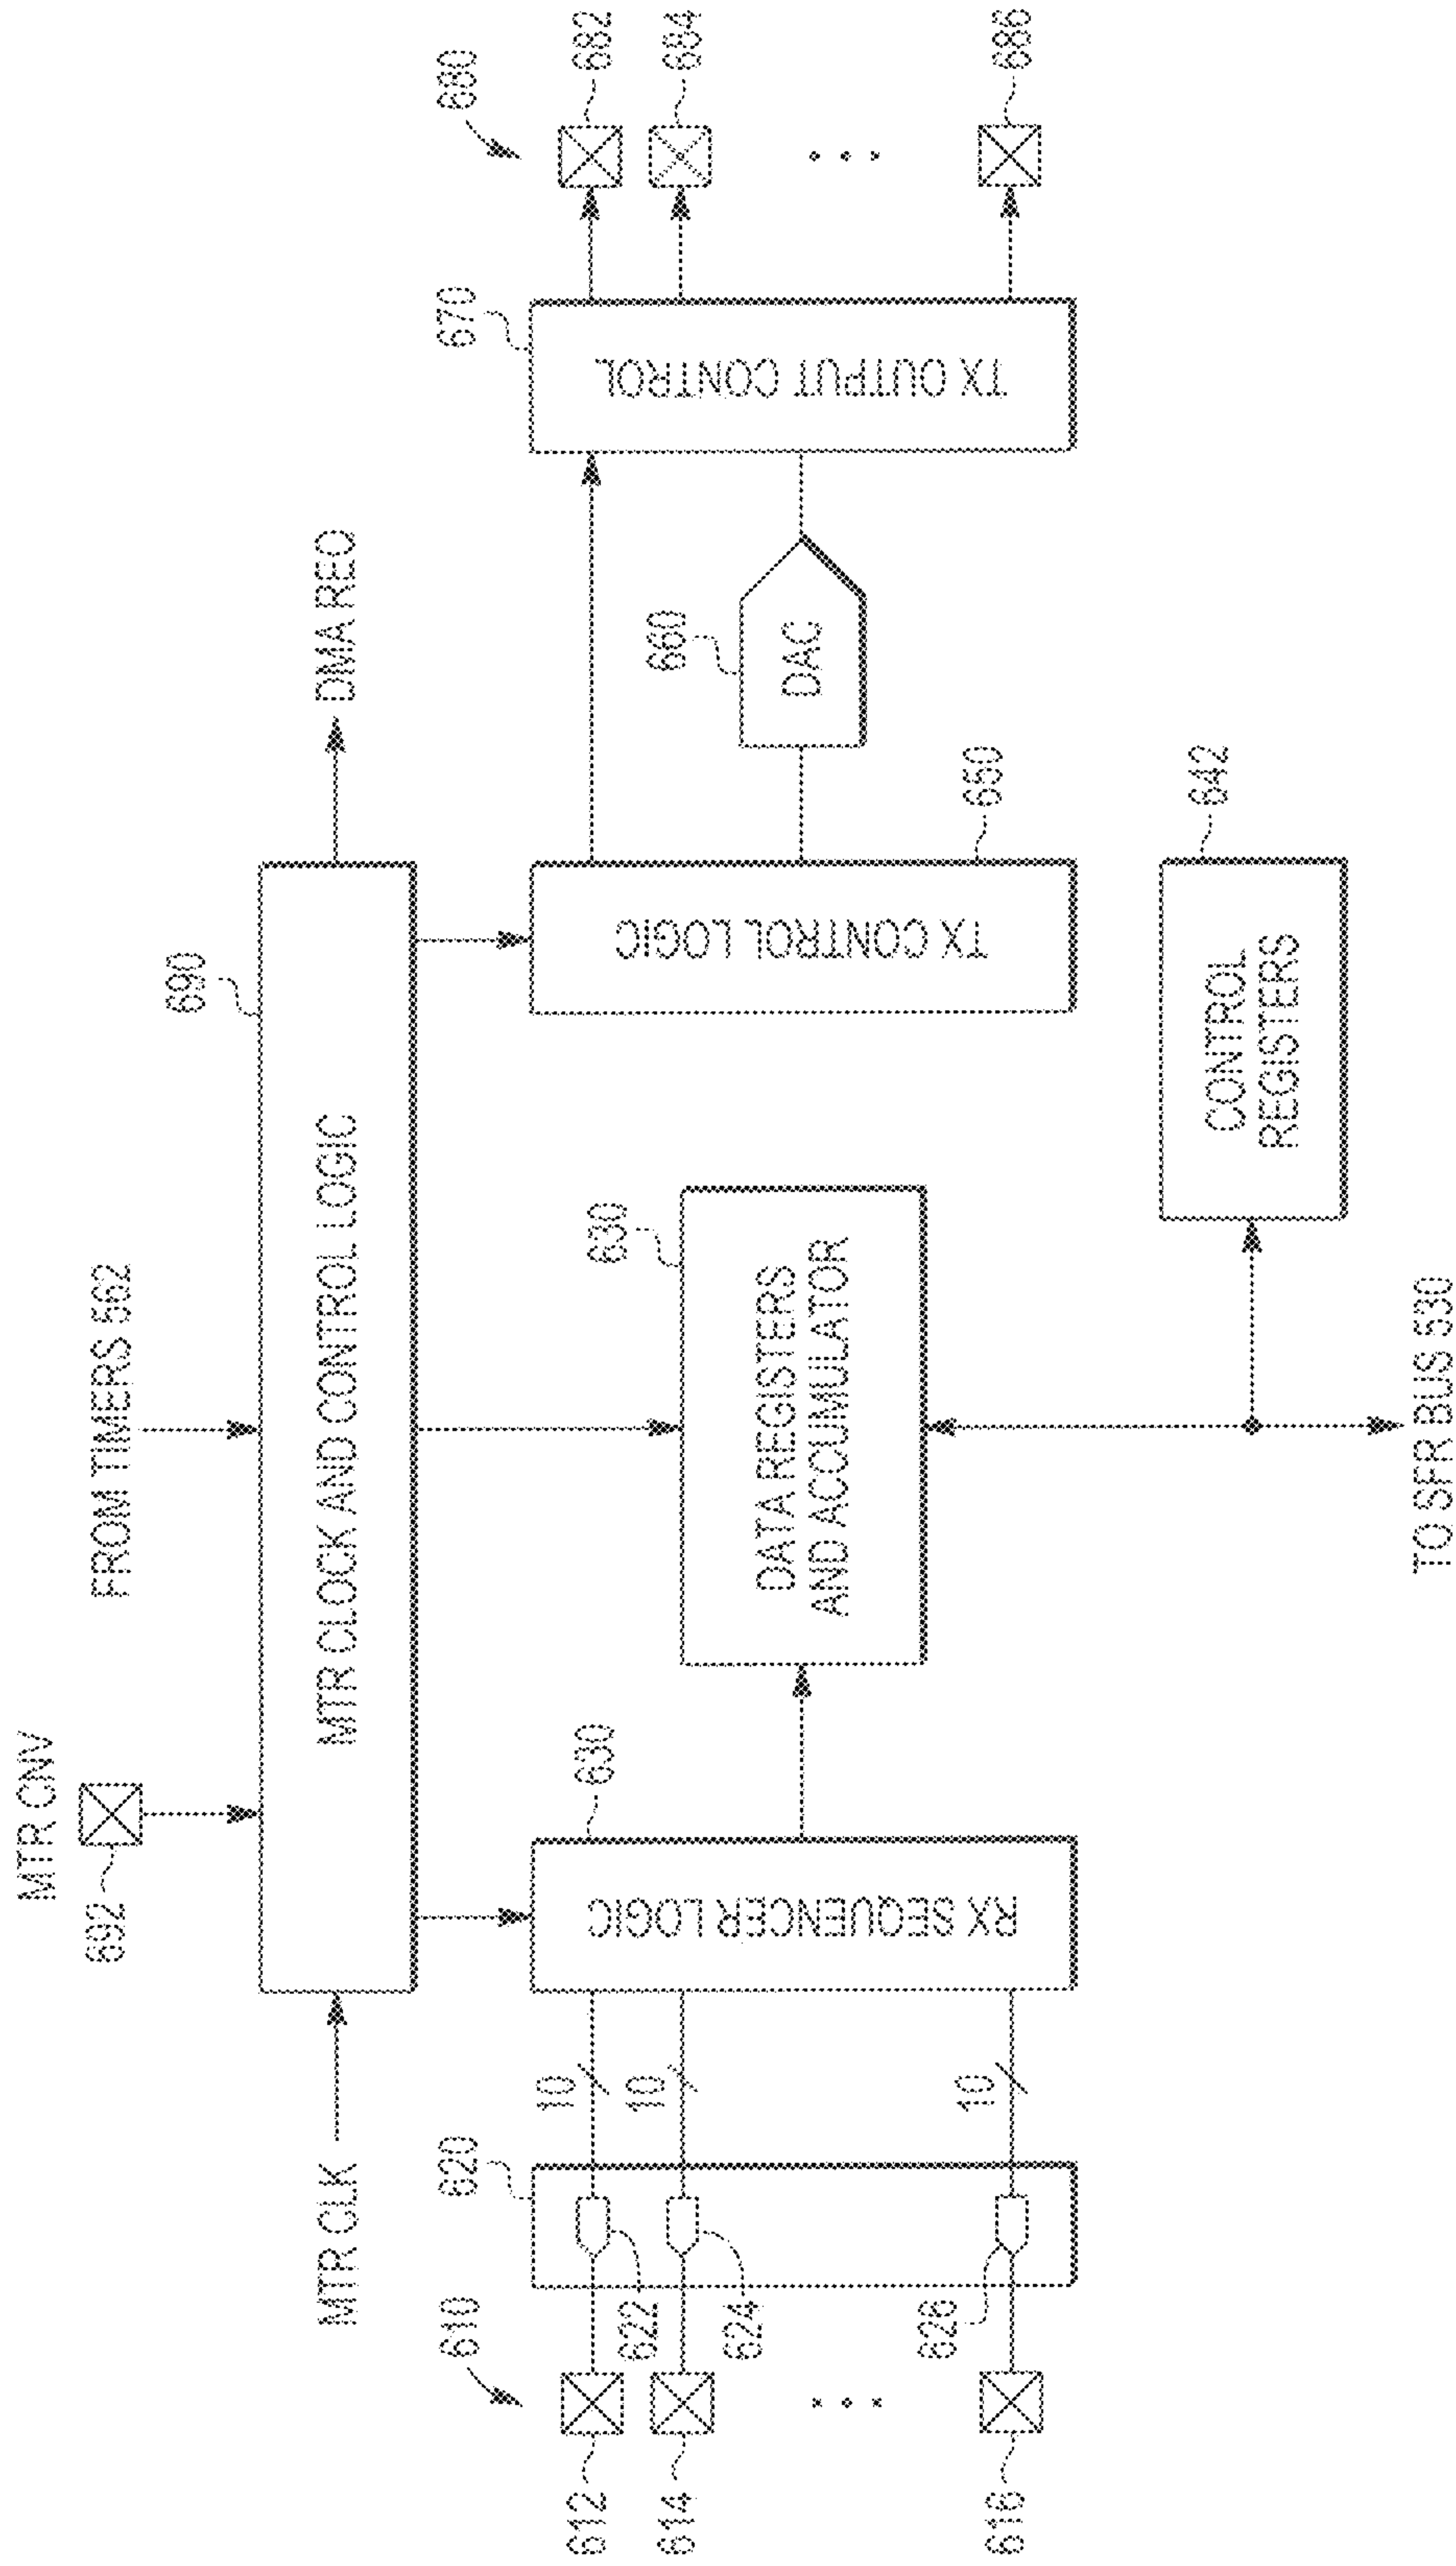 MTR CNV
692
FROM TIMERS 562
690
MTR CLK
MTR CLOCK AND CONTROL LOGIC
DMA REQ
610
620
630
630
650
660
670
680
612
614
616
622
624
626
10
10
10
RX SEQUENCER LOGIC
DATA REGISTERS
AND ACCUMULATOR
TX CONTROL LOGIC
DAC
TX OUTPUT CONTROL
682
684
686
642
CONTROL
REGISTERS
TO SFR BUS 530